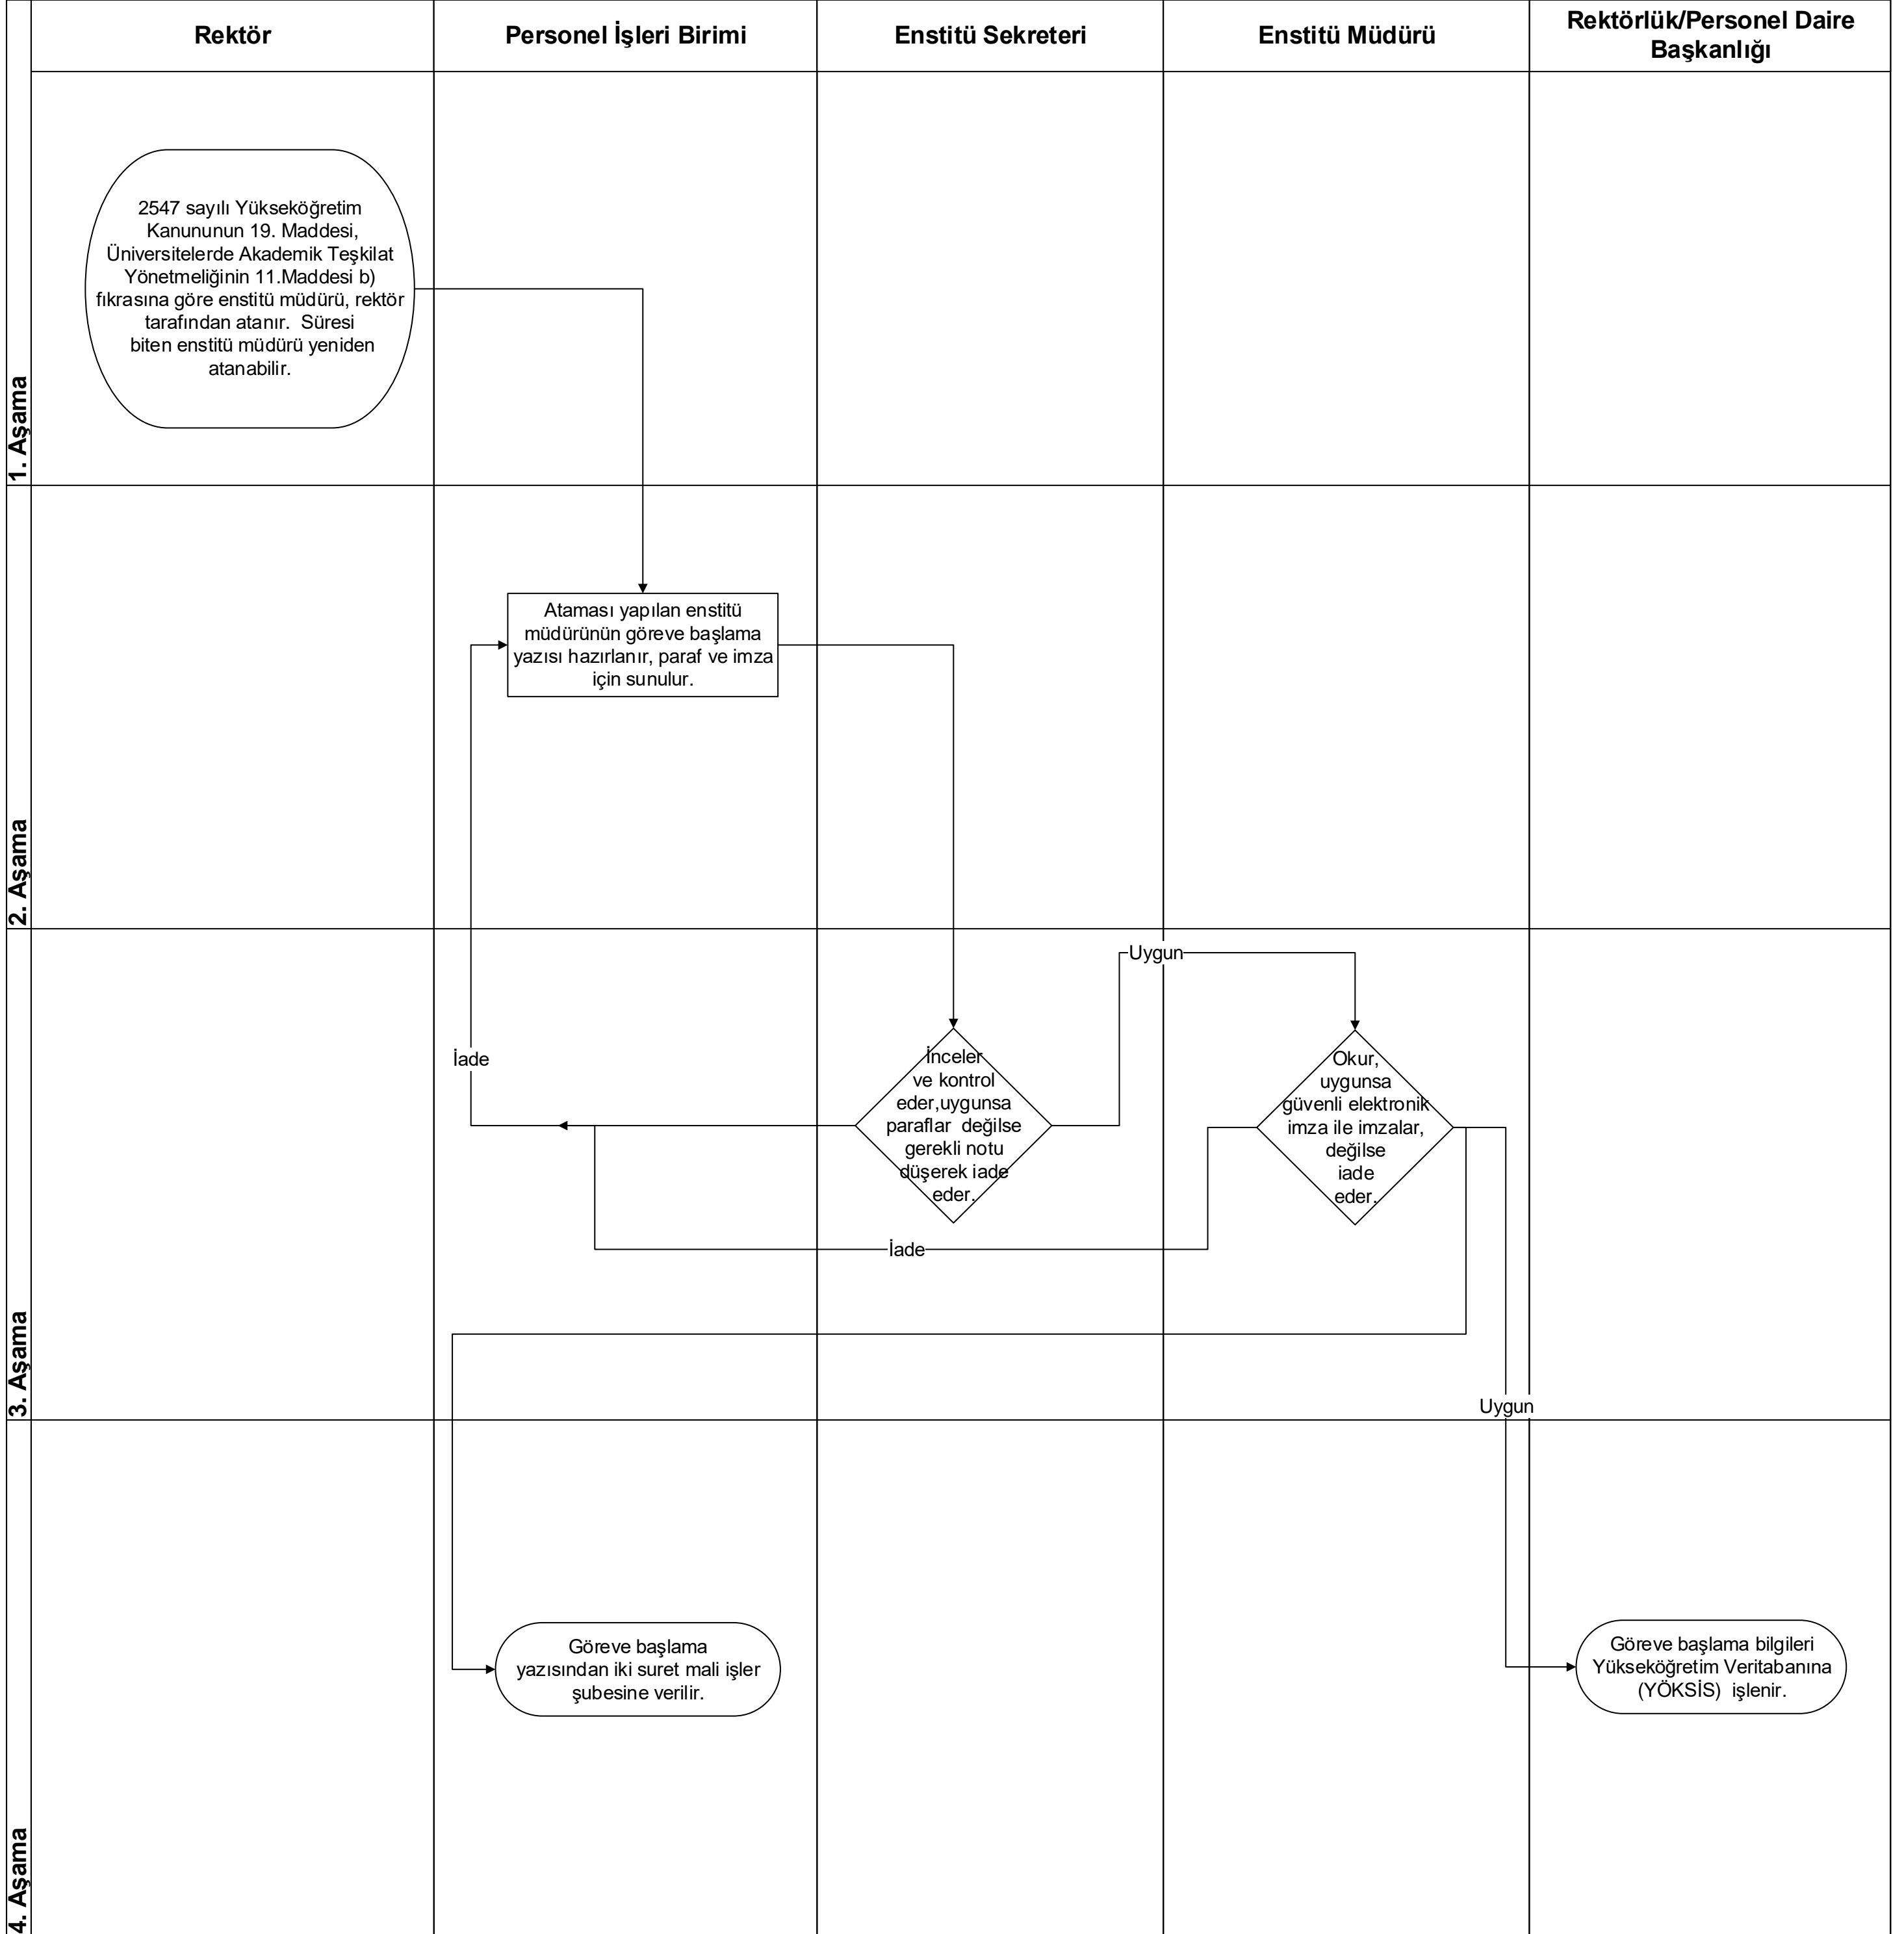 Rektör
Personel İşleri Birimi
Enstitü Sekreteri
Enstitü Müdürü
Rektörlük/Personel Daire
Başkanlığı
1. Aşama
2547 sayılı Yükseköğretim
Kanununun 19. Maddesi,
Üniversitelerde Akademik Teşkilat
Yönetmeliğinin 11.Maddesi b)
fıkrasına göre enstitü müdürü, rektör
tarafından atanır.  Süresi
biten enstitü müdürü yeniden
atanabilir.
2. Aşama
Ataması yapılan enstitü
müdürünün göreve başlama
yazısı hazırlanır, paraf ve imza
için sunulur.
3. Aşama
Uygun
İade
İnceler
ve kontrol
eder,uygunsa
paraflar  değilse
gerekli notu
düşerek iade
eder.
Okur,
uygunsa
güvenli elektronik
imza ile imzalar,
değilse
iade
eder.
İade
Uygun
4. Aşama
Göreve başlama
yazısından iki suret mali işler
şubesine verilir.
Göreve başlama bilgileri
Yükseköğretim Veritabanına
(YÖKSİS)  işlenir.